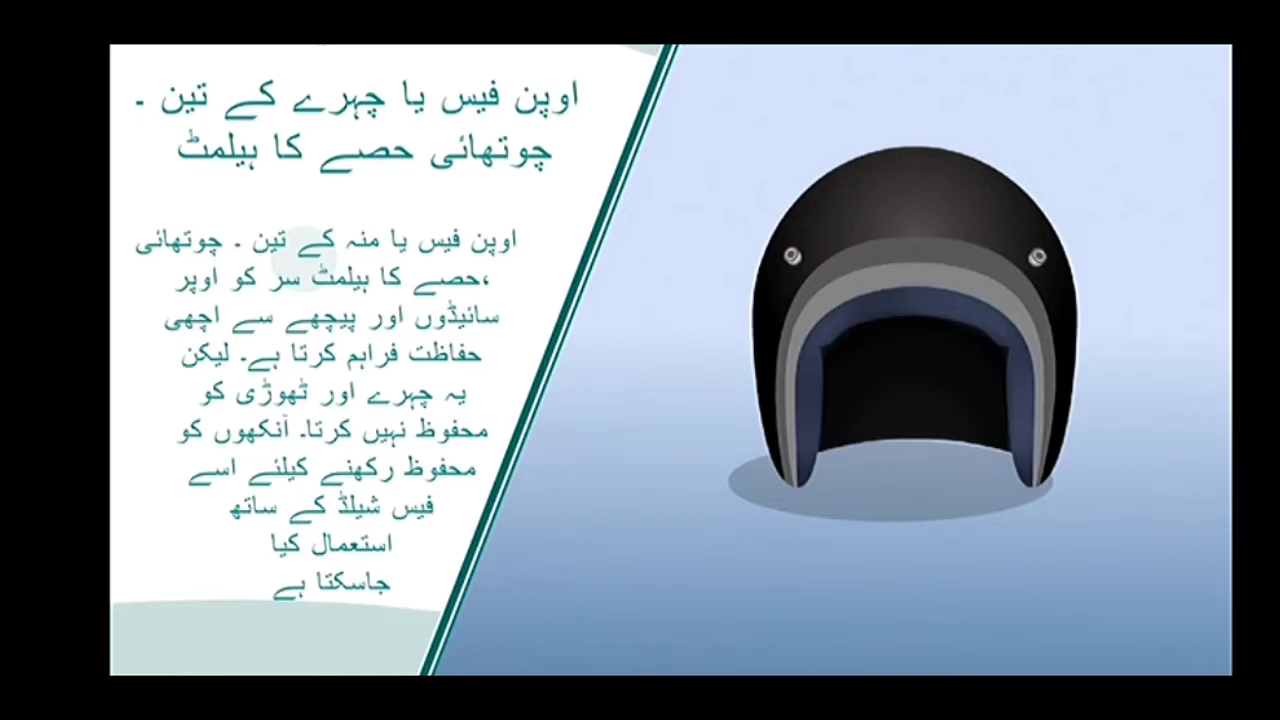 اوپن فیس یا چہرے کے تین ۔
چوتھائی حصے کا ہیلمٹ
اوپن فیس یا منہ کے تین ۔ چوتھائی
حصے کا ہیلمٹ سر کو اوپر،
سائیڈوں اور پیچھے سے اچھی
حفاظت فراہم کرتا ہے۔ لیکن
یہ چہرے اور ٹھوڑی کو
محفوظ نہیں کرتا۔ آنکھوں کو
محفوظ رکھنے کیلئے اسے
فیس شیلڈ کے ساتھ
استعمال کیا
جاسکتا ہے